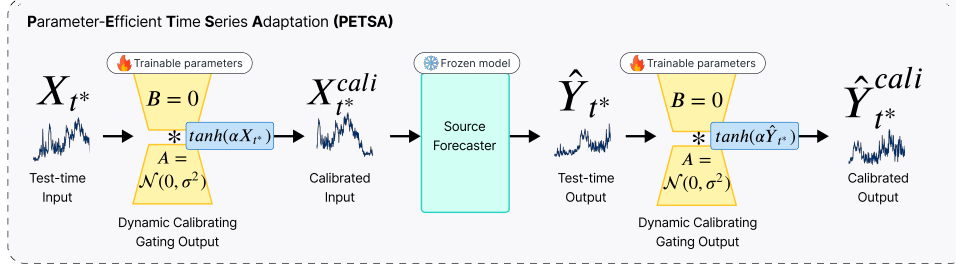 Parameter-Efficient Time Series Adaptation (PETSA)
🔥 Trainable parameters
❄️ Frozen model
🔥 Trainable parameters
X_{t*}
B = 0
* tanh(αX_{t*})
A =
𝒩(0, σ²)
X^{cali}_{t*}
Source
Forecaster
Ŷ_{t*}
B = 0
* tanh(αŶ_{t*})
A =
𝒩(0, σ²)
Ŷ^{cali}_{t*}
Test-time
Input
Dynamic Calibrating
Gating Output
Calibrated
Input
Test-time
Output
Dynamic Calibrating
Gating Output
Calibrated
Output